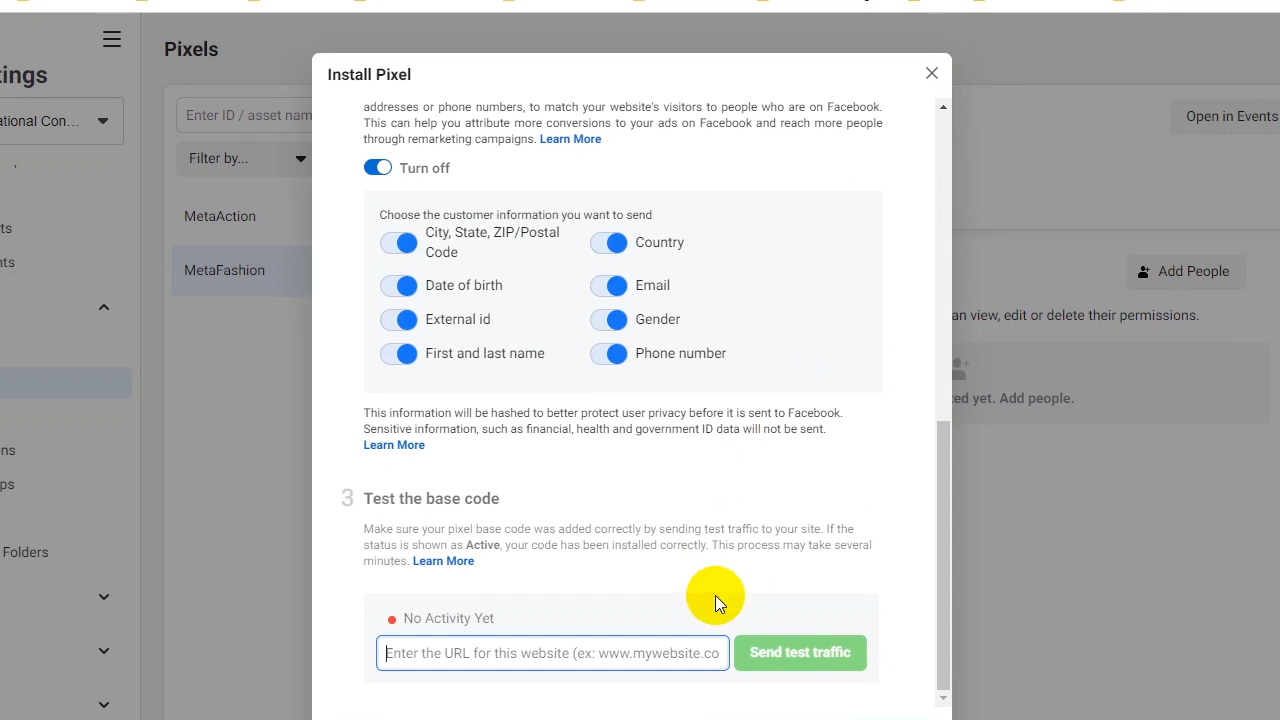 Pixels
Install Pixel
ings
addresses or phone numbers, to match your website's visitors to people who are on Facebook.
This can help you attribute more conversions to your ads on Facebook and reach more people
through remarketing campaigns. Learn More
ational Con...
Enter ID / asset nam
Open in Events
Filter by...
Turn off
MetaAction
Choose the customer information you want to send
City, State, ZIP/Postal
Code
Country
ts
nts
MetaFashion
Add People
Date of birth
Email
External id
Gender
an view, edit or delete their permissions.
First and last name
Phone number
ted yet. Add people.
This information will be hashed to better protect user privacy before it is sent to Facebook.
Sensitive information, such as financial, health and government ID data will not be sent.
Learn More
ns
ps
3 Test the base code
Make sure your pixel base code was added correctly by sending test traffic to your site. If the
status is shown as Active, your code has been installed correctly. This process may take several
minutes. Learn More
Folders
No Activity Yet
Enter the URL for this website (ex: www.mywebsite.co
Send test traffic